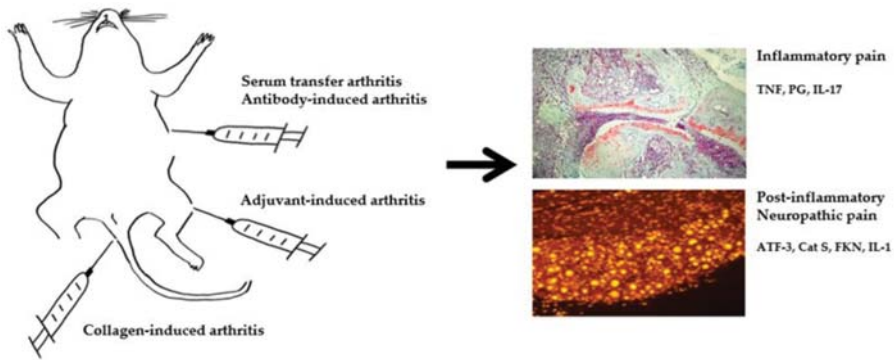 Serum transfer arthritis
Antibody-induced arthritis
Adjuvant-induced arthritis
Collagen-induced arthritis
Inflammatory pain
TNF, PG, IL-17
Post-inflammatory
Neuropathic pain
ATF-3, Cat S, FKN, IL-1